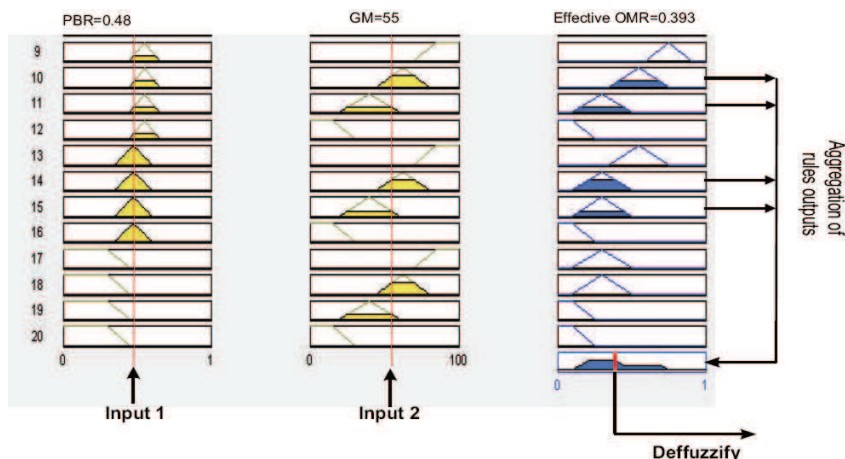 PBR=0.48
GM=55
Effective OMR=0.393
9
10
11
12
13
14
15
16
17
18
19
20
0
1
0
100
0
1
Input 1
Input 2
Aggregation of
rules outputs
Deffuzzify